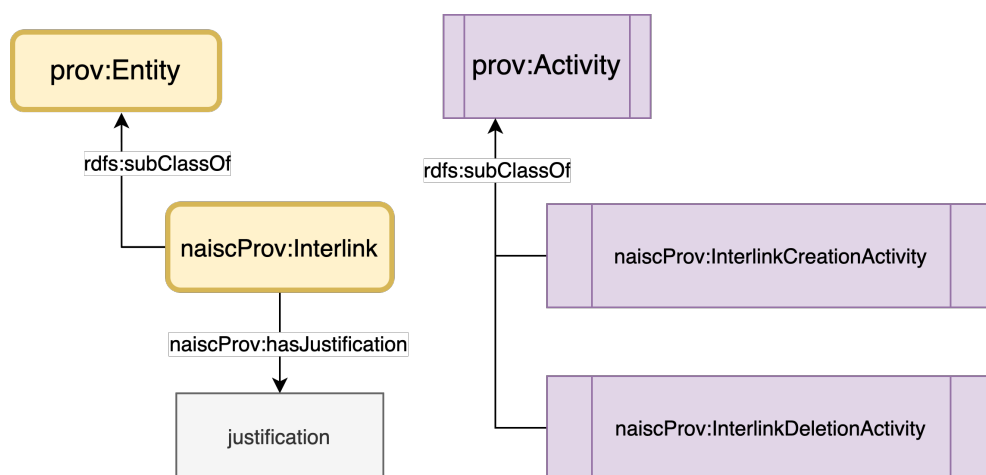 prov:Entity
prov:Activity
rdfs:subClassOf
rdfs:subClassOf
naiscProv:Interlink
naiscProv:InterlinkCreationActivity
naiscProv:hasJustification
justification
naiscProv:InterlinkDeletionActivity